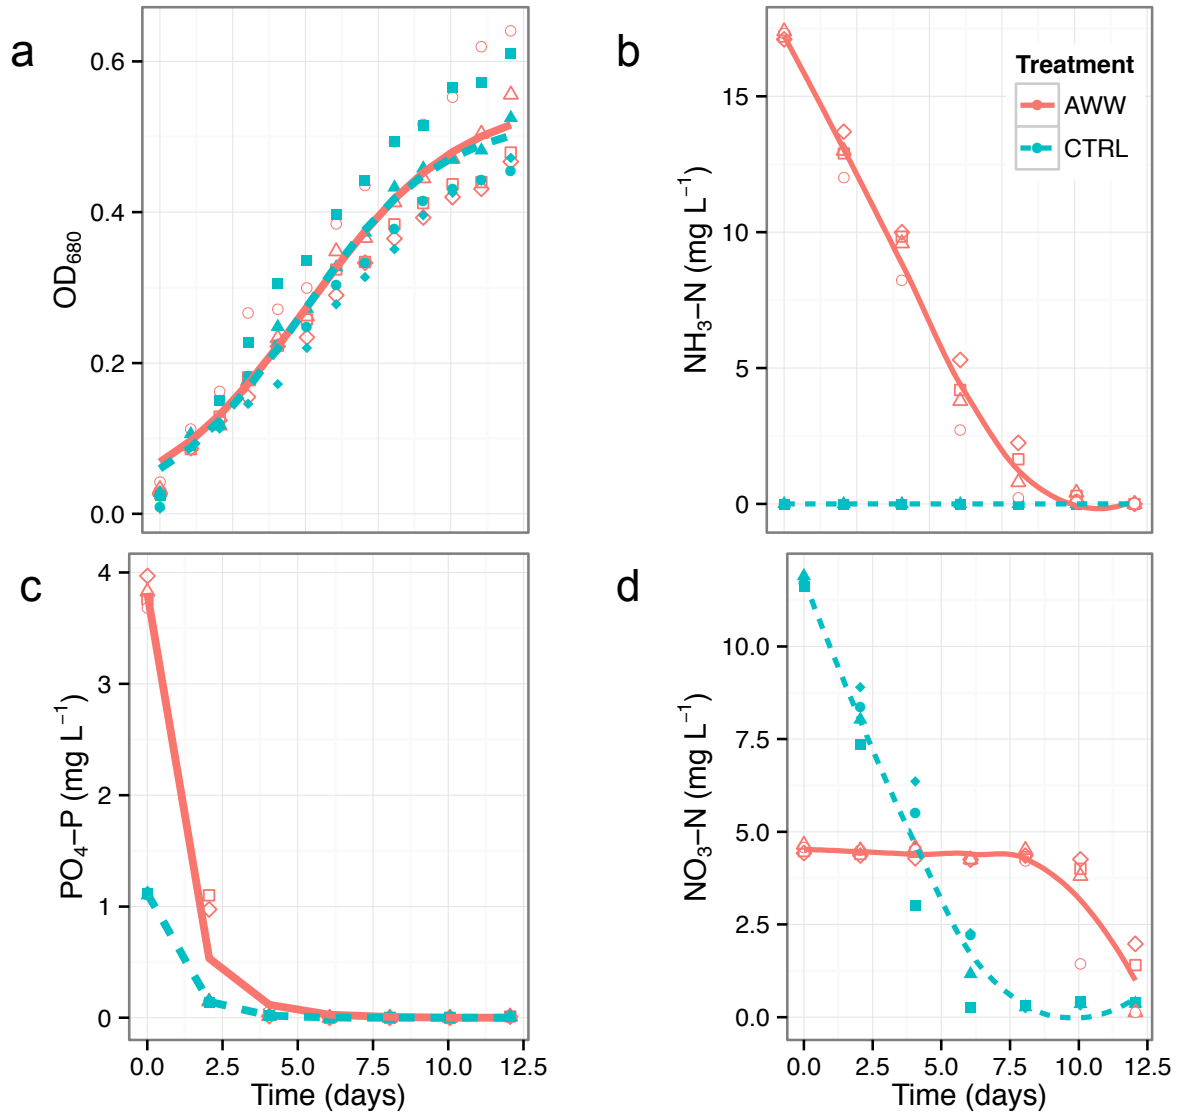 a
OD680
0.6
0.4
0.2
0.0
b
NH3–N (mg L−1)
15
10
5
0
Treatment
AWW
CTRL
c
PO4–P (mg L−1)
4
3
2
1
0
0.0 2.5 5.0 7.5 10.0 12.5
Time (days)
d
NO3–N (mg L−1)
10.0
7.5
5.0
2.5
0.0
0.0 2.5 5.0 7.5 10.0 12.5
Time (days)